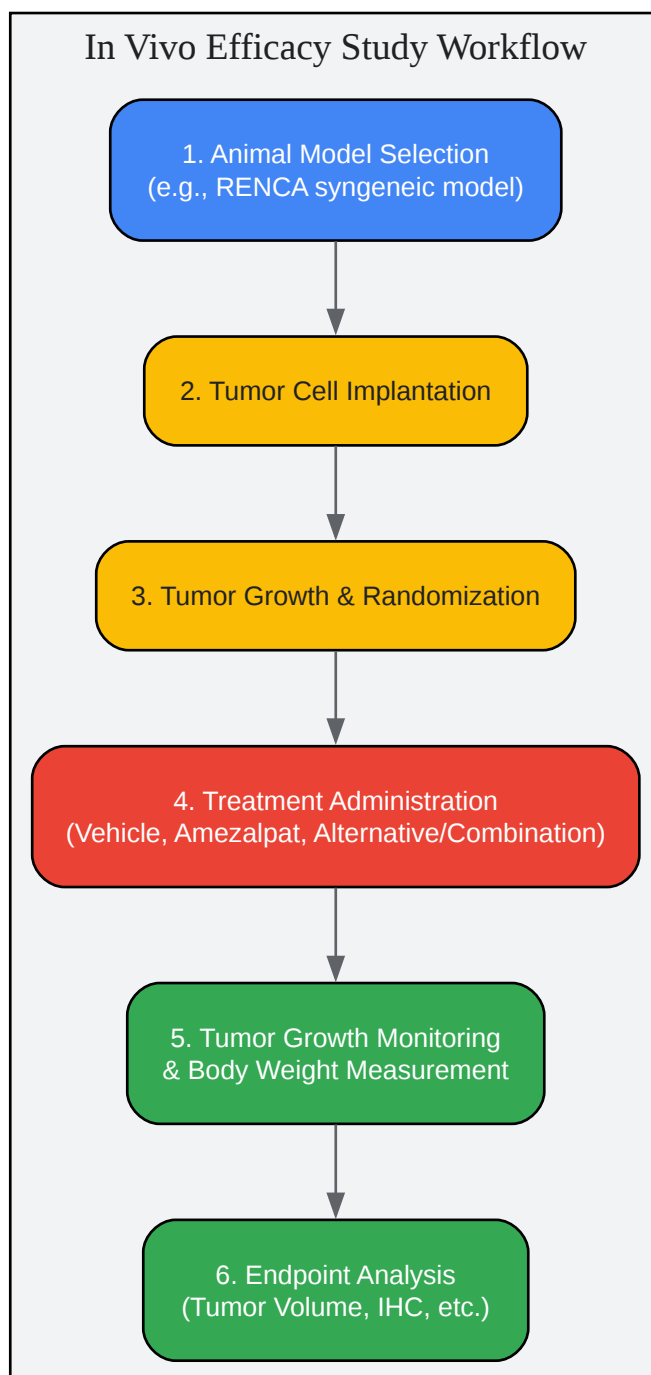 In Vivo Efficacy Study Workflow
1. Animal Model Selection
(e.g., RENCA syngeneic model)
2. Tumor Cell Implantation
3. Tumor Growth & Randomization
4. Treatment Administration
(Vehicle, Amezalpat, Alternative/Combination)
5. Tumor Growth Monitoring
& Body Weight Measurement
6. Endpoint Analysis
(Tumor Volume, IHC, etc.)